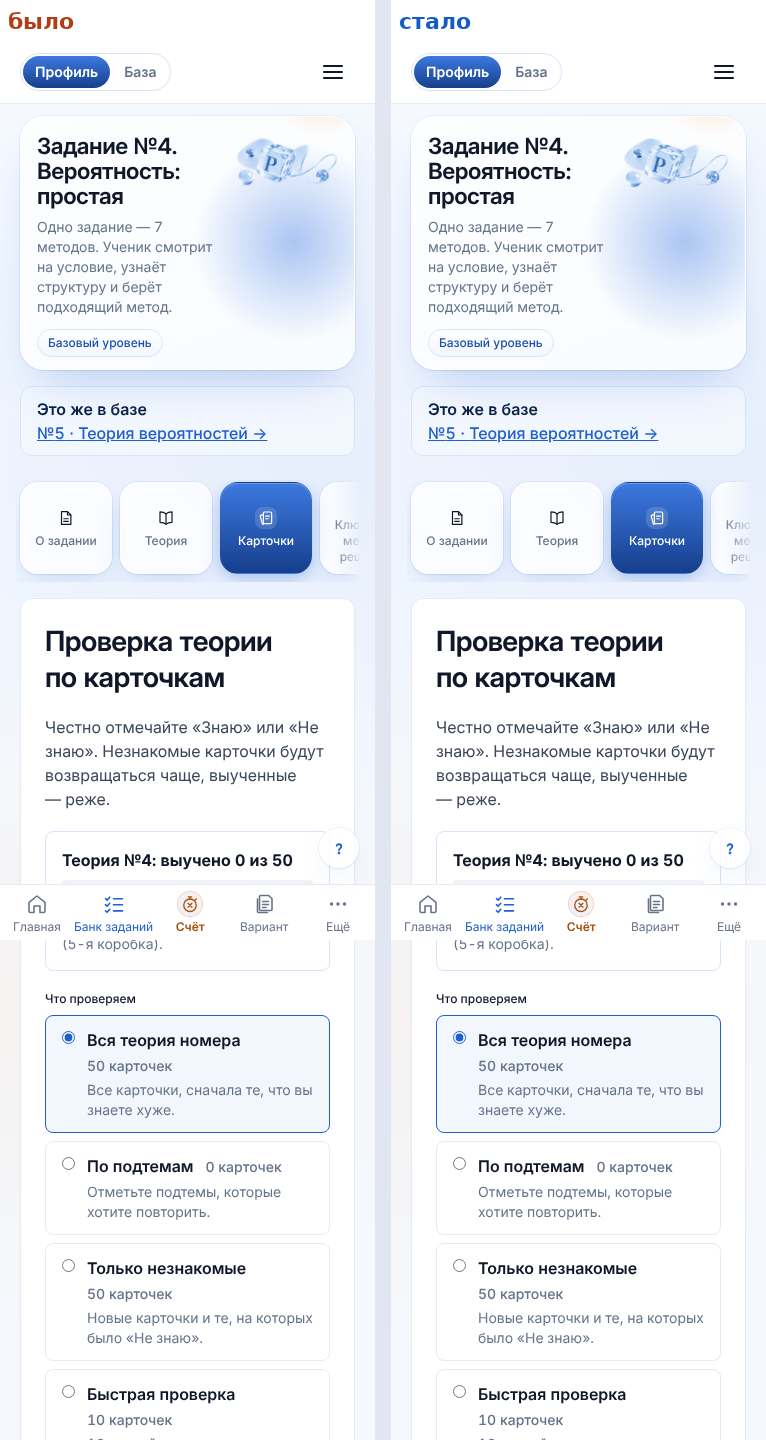 было
Профиль База
Задание №4.
Вероятность:
простая
Одно задание — 7
методов. Ученик смотрит
на условие, узнаёт
структуру и берёт
подходящий метод.
Базовый уровень
Это же в базе
№5 · Теория вероятностей →
О задании
Теория
Карточки
Проверка теории
по карточкам
Честно отмечайте «Знаю» или «Не
знаю». Незнакомые карточки будут
возвращаться чаще, выученные
— реже.
Теория №4: выучено 0 из 50
?
Главная Банк заданий Счёт Вариант Ещё
(5-я коробка).
Что проверяем
Вся теория номера
50 карточек
Все карточки, сначала те, что вы
знаете хуже.
По подтемам 0 карточек
Отметьте подтемы, которые
хотите повторить.
Только незнакомые
50 карточек
Новые карточки и те, на которых
было «Не знаю».
Быстрая проверка
10 карточек
стало
Профиль База
Задание №4.
Вероятность:
простая
Одно задание — 7
методов. Ученик смотрит
на условие, узнаёт
структуру и берёт
подходящий метод.
Базовый уровень
Это же в базе
№5 · Теория вероятностей →
О задании
Теория
Карточки
Проверка теории
по карточкам
Честно отмечайте «Знаю» или «Не
знаю». Незнакомые карточки будут
возвращаться чаще, выученные
— реже.
Теория №4: выучено 0 из 50
?
Главная Банк заданий Счёт Вариант Ещё
(5-я коробка).
Что проверяем
Вся теория номера
50 карточек
Все карточки, сначала те, что вы
знаете хуже.
По подтемам 0 карточек
Отметьте подтемы, которые
хотите повторить.
Только незнакомые
50 карточек
Новые карточки и те, на которых
было «Не знаю».
Быстрая проверка
10 карточек